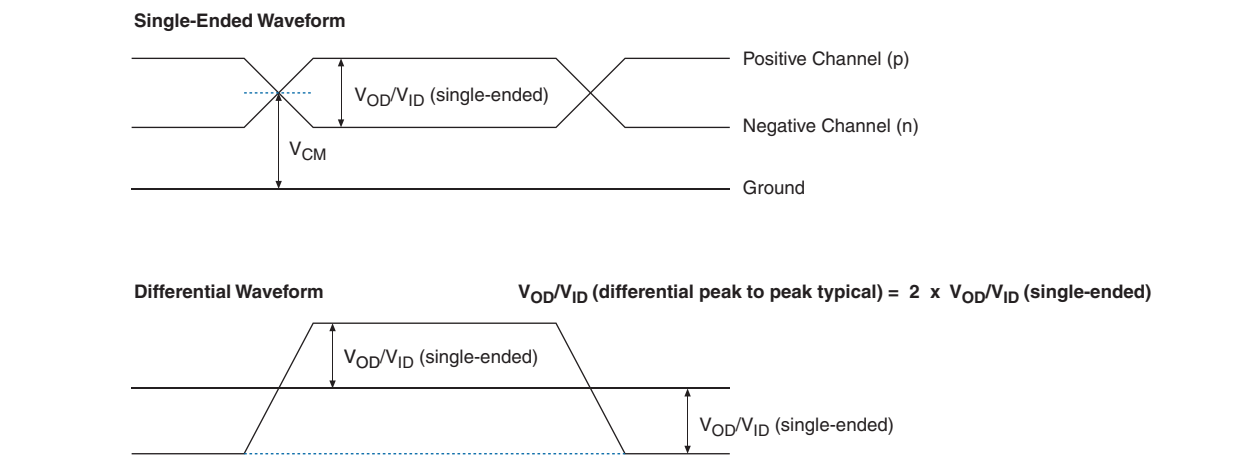 Single-Ended Waveform
Positive Channel (p)
VOD/VID (single-ended)
Negative Channel (n)
VCM
Ground
Differential Waveform
VOD/VID (differential peak to peak typical) = 2 x VOD/VID (single-ended)
VOD/VID (single-ended)
VOD/VID (single-ended)